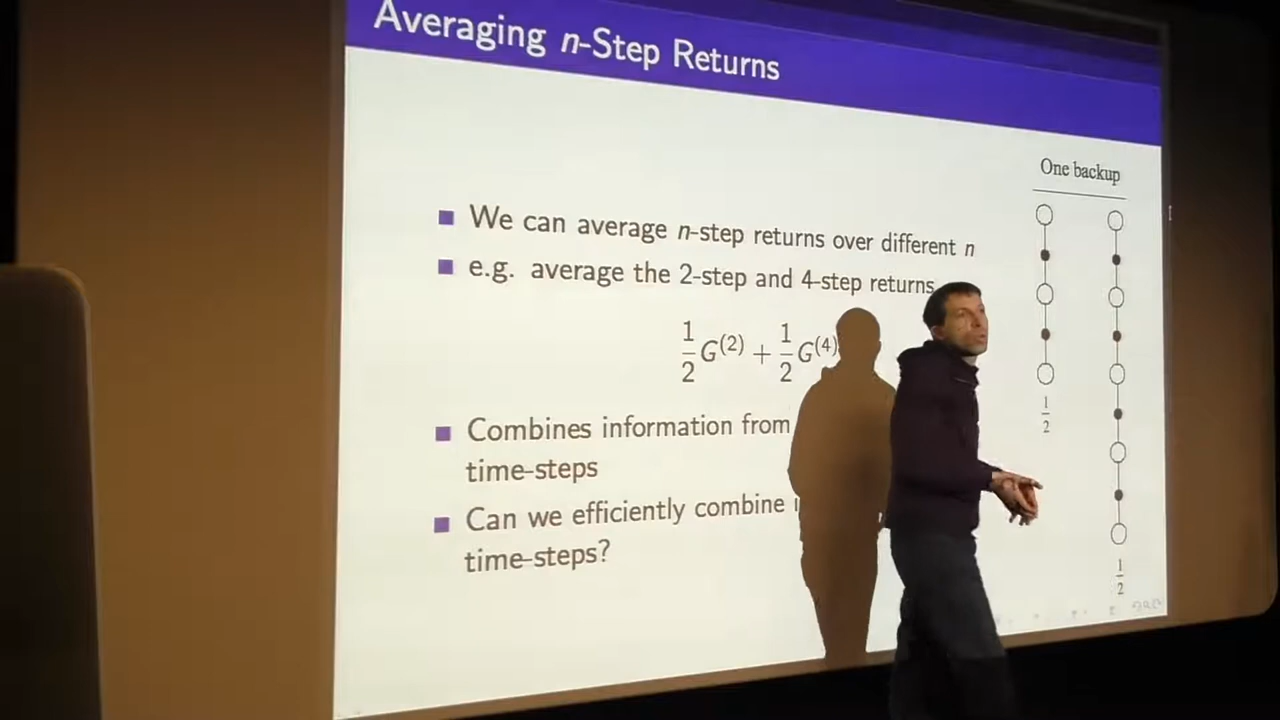 Averaging n-Step Returns
One backup
We can average n-step returns over different n
e.g. average the 2-step and 4-step returns
1/2 G(2) + 1/2 G(4)
Combines information from
time-steps
Can we efficiently combine
time-steps?
1/2
1/2